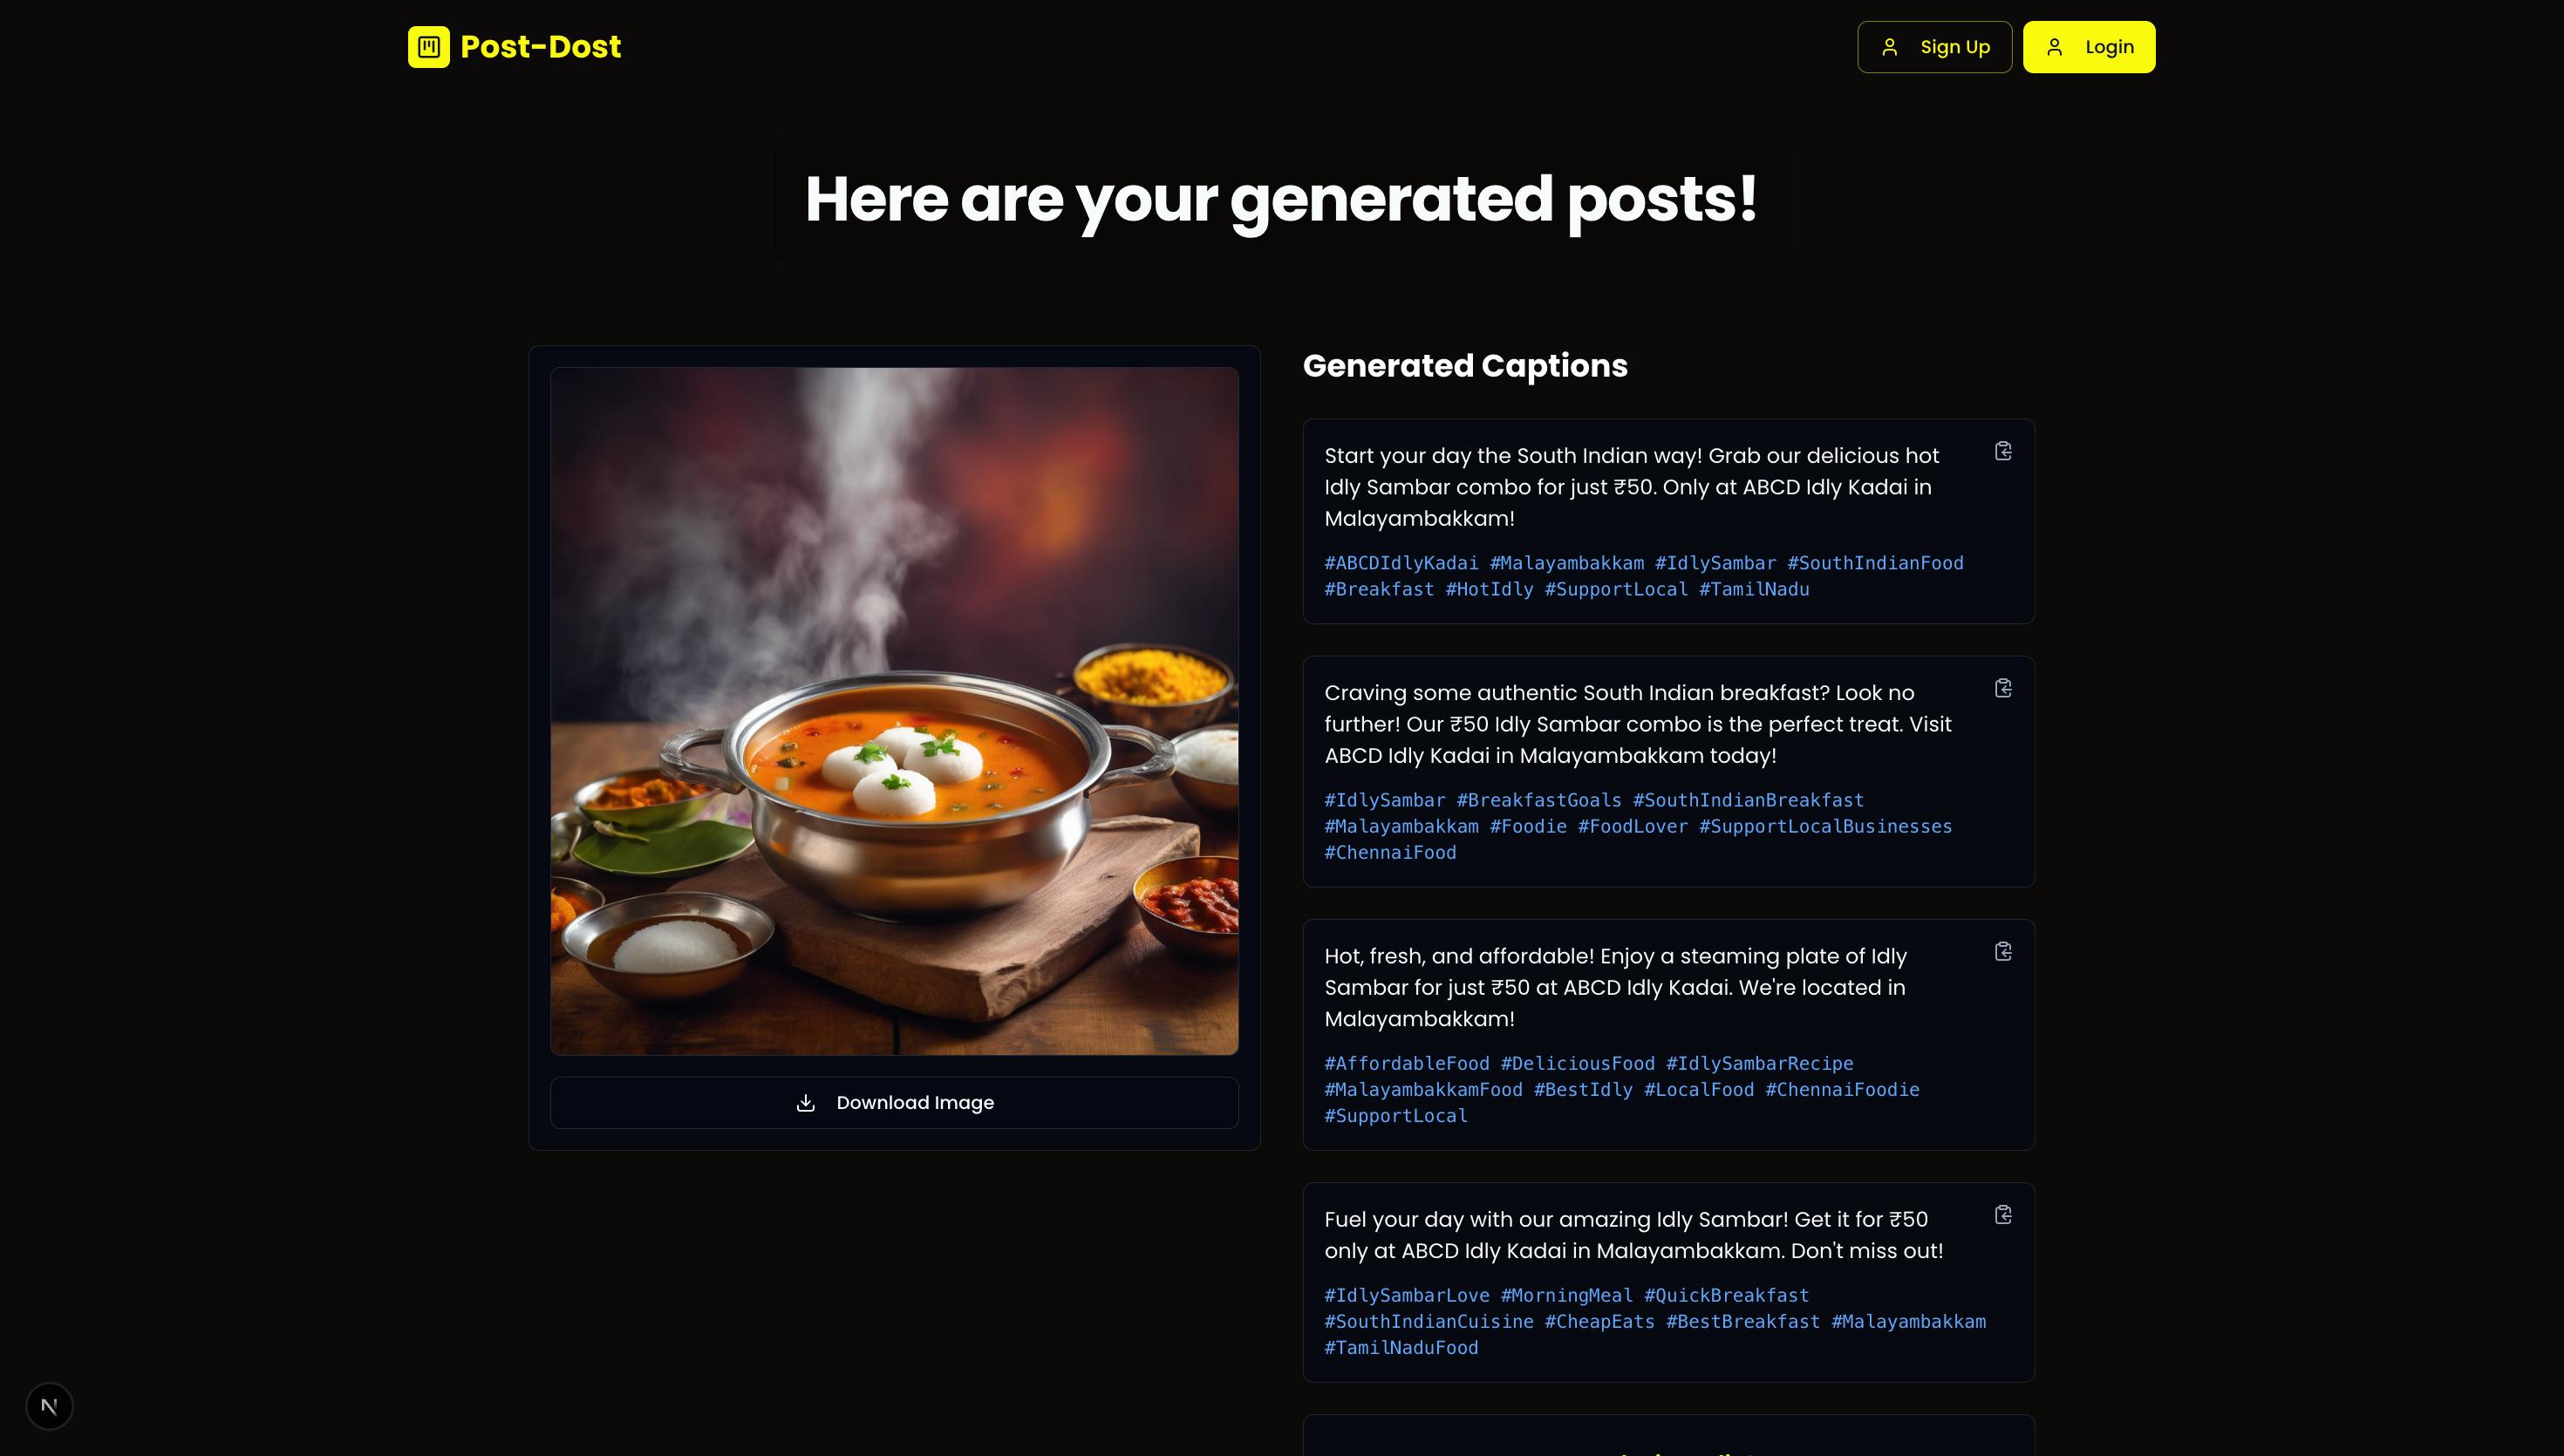 Post-Dost
Sign Up
Login
Here are your generated posts!
Generated Captions
Start your day the South Indian way! Grab our delicious hot
Idly Sambar combo for just ₹50. Only at ABCD Idly Kadai in
Malayambakkam!
#ABCDIdlyKadai #Malayambakkam #IdlySambar #SouthIndianFood
#Breakfast #HotIdly #SupportLocal #TamilNadu
Craving some authentic South Indian breakfast? Look no
further! Our ₹50 Idly Sambar combo is the perfect treat. Visit
ABCD Idly Kadai in Malayambakkam today!
#IdlySambar #BreakfastGoals #SouthIndianBreakfast
#Malayambakkam #Foodie #FoodLover #SupportLocalBusinesses
#ChennaiFood
Hot, fresh, and affordable! Enjoy a steaming plate of Idly
Sambar for just ₹50 at ABCD Idly Kadai. We're located in
Malayambakkam!
#AffordableFood #DeliciousFood #IdlySambarRecipe
#MalayambakkamFood #BestIdly #LocalFood #ChennaiFoodie
#SupportLocal
Download Image
Fuel your day with our amazing Idly Sambar! Get it for ₹50
only at ABCD Idly Kadai in Malayambakkam. Don't miss out!
#IdlySambarLove #MorningMeal #QuickBreakfast
#SouthIndianCuisine #CheapEats #BestBreakfast #Malayambakkam
#TamilNaduFood
N